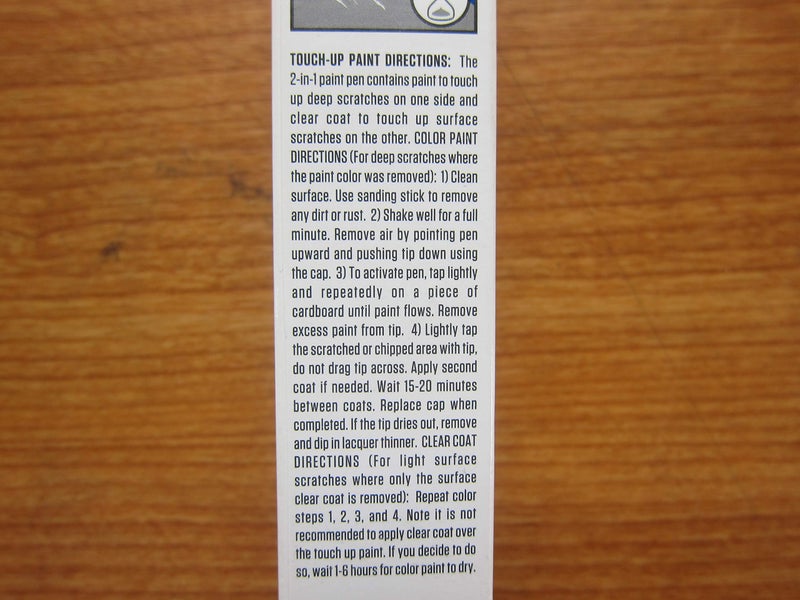 TOUCH-UP PAINT DIRECTIONS: The
2-in-1 paint pen contains paint to touch
up deep scratches on one side and
clear coat to touch up surface
scratches on the other. COLOR PAINT
DIRECTIONS (For deep scratches where
the paint color was removed): 1) Clean
surface. Use sanding stick to remove
any dirt or rust. 2) Shake well for a full
minute. Remove air by pointing pen
upward and pushing tip down using
the cap. 3) To activate pen, tap lightly
and repeatedly on a piece of
cardboard until paint flows. Remove
excess paint from tip. 4) Lightly tap
the scratched or chipped area with tip,
do not drag tip across. Apply second
coat if needed. Wait 15-20 minutes
between coats. Replace cap when
completed. If the tip dries out, remove
and dip in lacquer thinner. CLEAR COAT
DIRECTIONS (For light surface
scratches where only the surface
clear coat is removed): Repeat color
steps 1, 2, 3, and 4. Note it is not
recommended to apply clear coat over
the touch up paint. If you decide to do
so, wait 1-6 hours for color paint to dry.